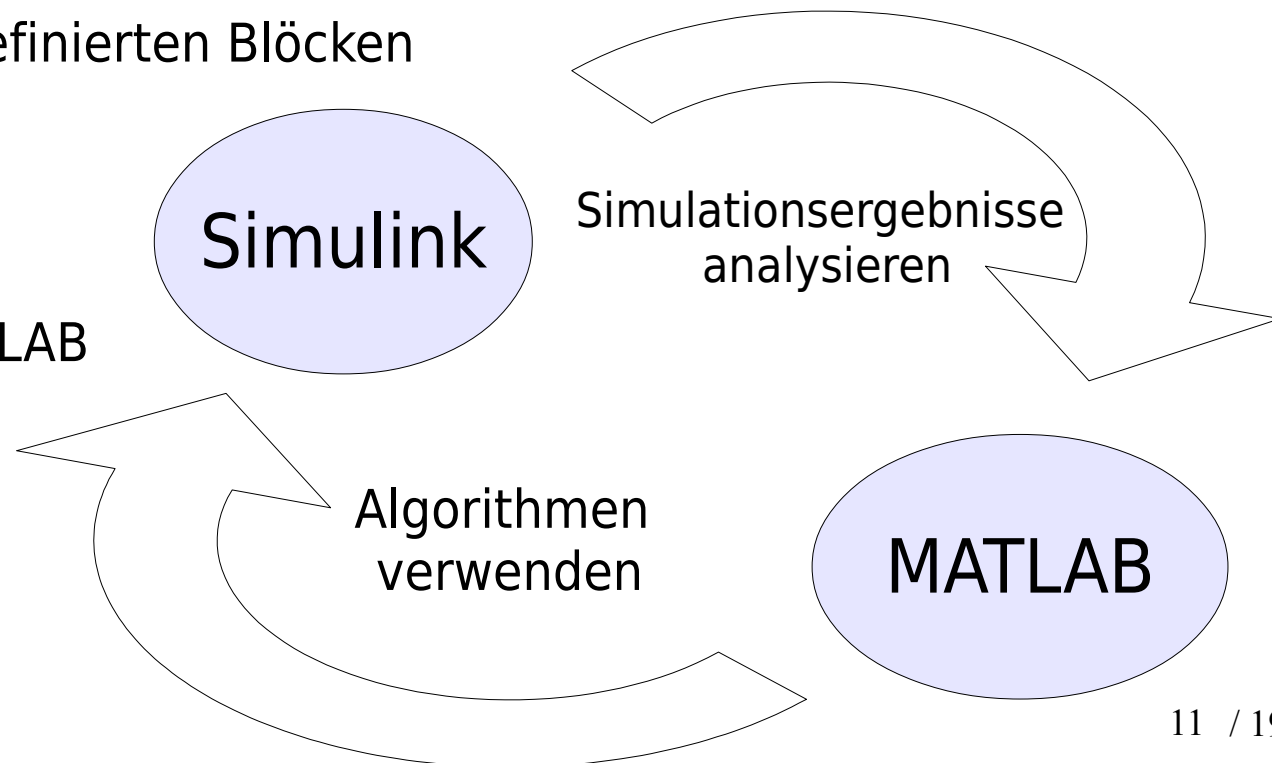 efinierten Blöcken
Simulink
Simulationsergebnisse
analysieren
LAB
Algorithmen
verwenden
MATLAB
11 / 19